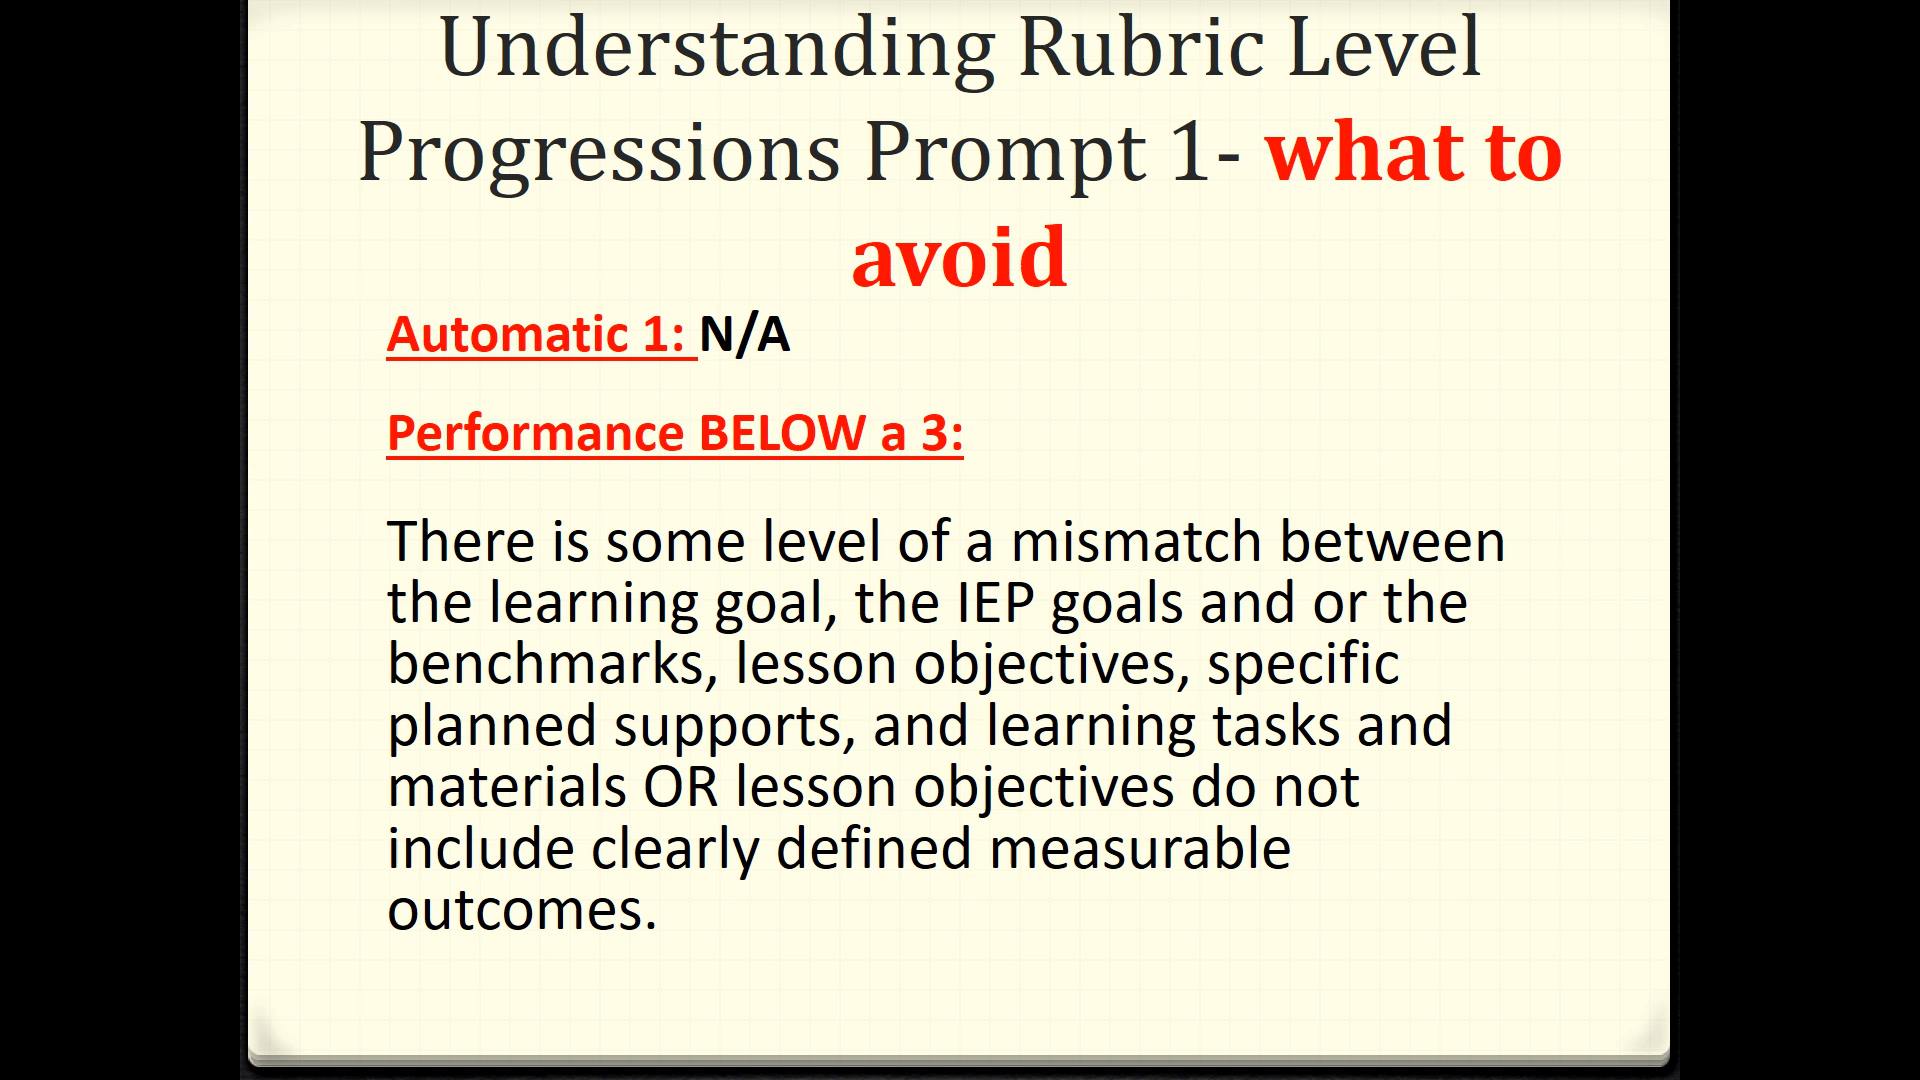 Understanding Rubric Level
Progressions Prompt 1- what to
avoid
Automatic 1: N/A
Performance BELOW a 3:
There is some level of a mismatch between
the learning goal, the IEP goals and or the
benchmarks, lesson objectives, specific
planned supports, and learning tasks and
materials OR lesson objectives do not
include clearly defined measurable
outcomes.